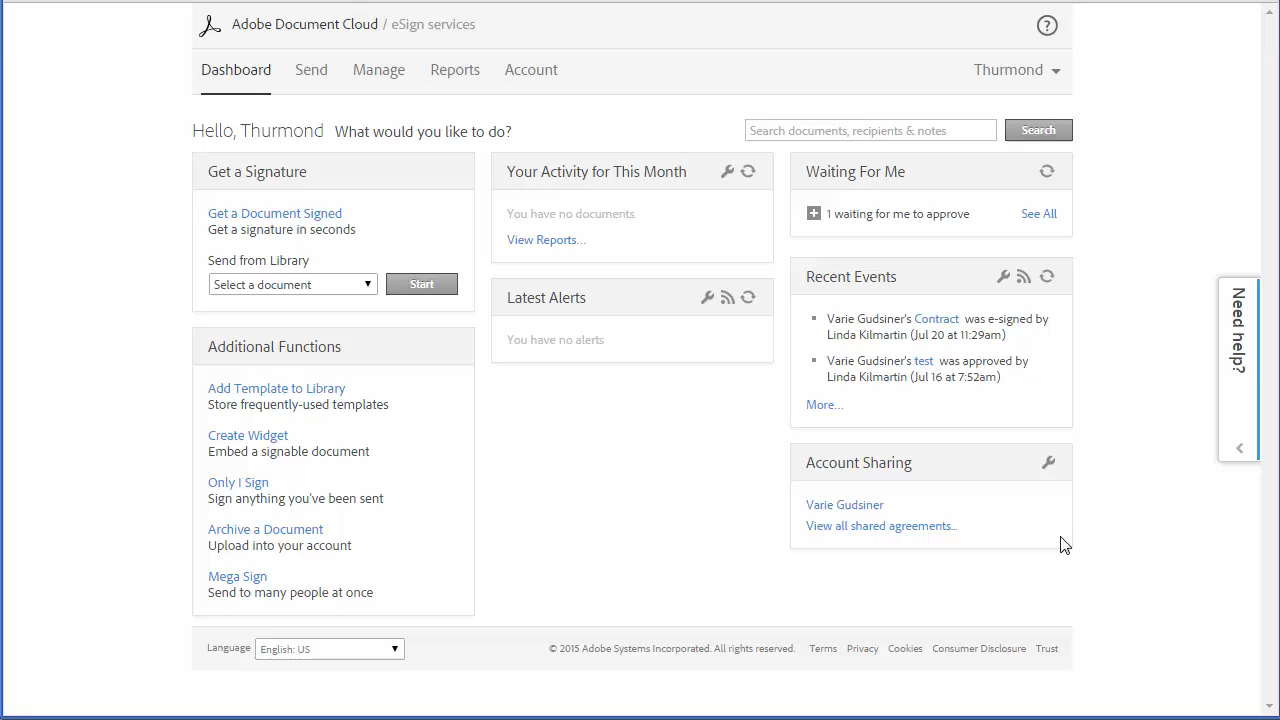 Adobe Document Cloud / eSign services
?
Dashboard Send Manage Reports Account
Thurmond
Hello, Thurmond What would you like to do?
Search documents, recipients & notes
Search
Get a Signature
Get a Document Signed
Get a signature in seconds
Send from Library
Select a document
Start
Additional Functions
Add Template to Library
Store frequently-used templates
Create Widget
Embed a signable document
Only I Sign
Sign anything you've been sent
Archive a Document
Upload into your account
Mega Sign
Send to many people at once
Your Activity for This Month
You have no documents.
View Reports...
Latest Alerts
You have no alerts
Waiting For Me
1 waiting for me to approve
See All
Recent Events
Varie Gudsiner's Contract was e-signed by
Linda Kilmartin (Jul 20 at 11:29am)
Varie Gudsiner's test was approved by
Linda Kilmartin (Jul 16 at 7:52am)
More...
Account Sharing
Varie Gudsiner
View all shared agreements...
Need help?
Language
English: US
© 2015 Adobe Systems Incorporated. All rights reserved.
Terms Privacy Cookies Consumer Disclosure Trust